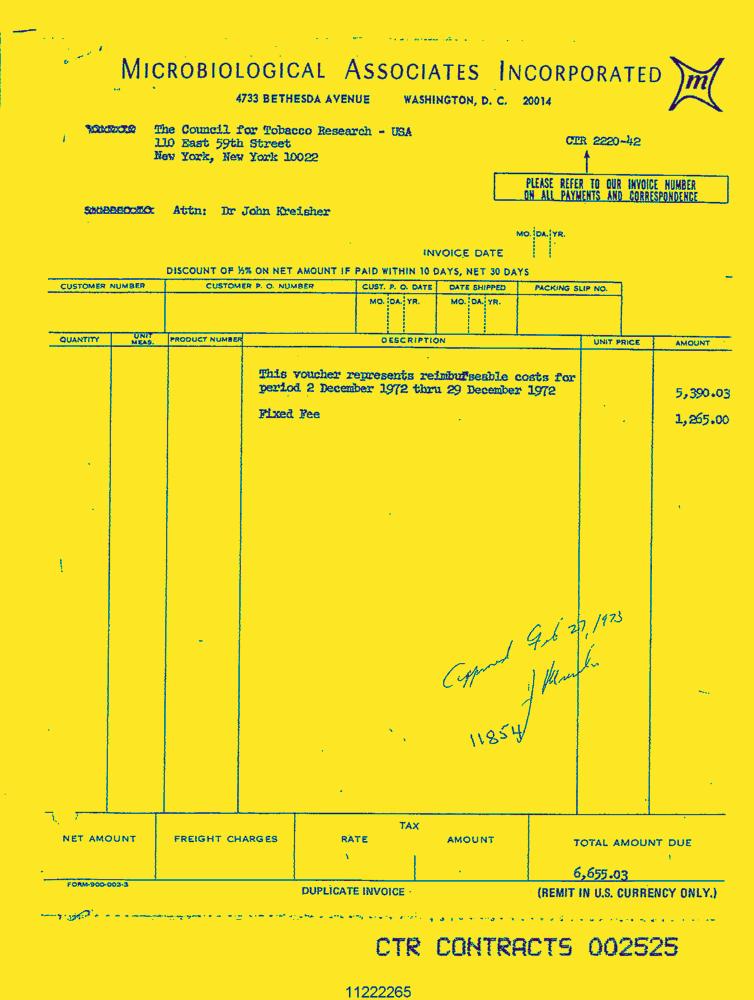 MICROBIOLOGICAL ASSOCIATES INCORPORATED m
4733 BETHESDA AVENUE WASHINGTON, D. C. 20014
The Council for Tobacco Research - USA
110 East 59th Street
New York, New York 10022
CTR 2220-42
PLEASE REFER TO OUR INVOICE NUMBER
ON ALL PAYMENTS AND CORRESPONDENCE
Attn: Dr John Kreisher
MO. DA. YR.
INVOICE DATE
DISCOUNT OF ½% ON NET AMOUNT IF PAID WITHIN 10 DAYS, NET 30 DAYS
CUSTOMER NUMBER CUSTOMER P. O. NUMBER CUST. P. O. DATE DATE SHIPPED PACKING SLIP NO.
MO. DA. YR. MO. DA. YR.
QUANTITY UNIT MEAS. PRODUCT NUMBER DESCRIPTION UNIT PRICE AMOUNT
This voucher represents reimburseable costs for
period 2 December 1972 thru 29 December 1972 5,390.03
Fixed Fee 1,265.00
Approved Feb 27, 1973
11854
TAX
NET AMOUNT FREIGHT CHARGES RATE AMOUNT TOTAL AMOUNT DUE
6,655.03
FORM-900-003-3
DUPLICATE INVOICE (REMIT IN U.S. CURRENCY ONLY.)
CTR CONTRACTS 002525
11222265